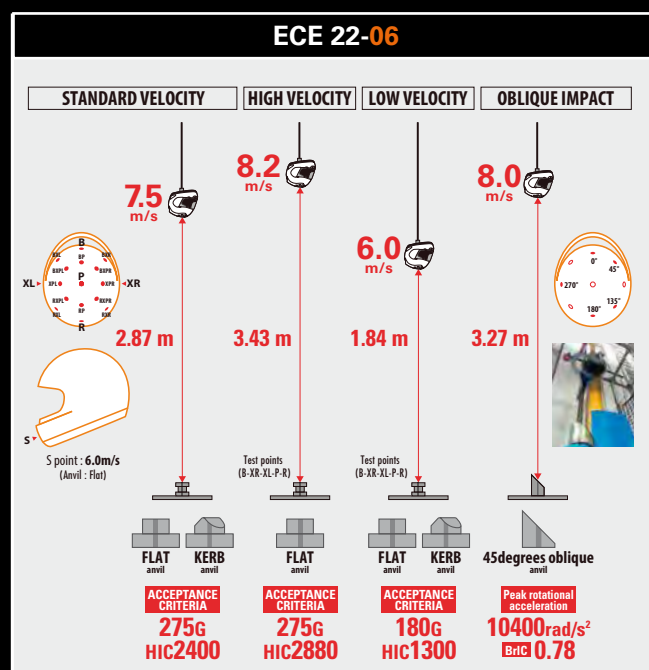 ECE 22-06
STANDARD VELOCITY
HIGH VELOCITY
LOW VELOCITY
OBLIQUE IMPACT
7.5
m/s
8.2
m/s
6.0
m/s
8.0
m/s
B
BXL BP BXR
BXPL BXPR
P
XL XPL XPR XR
BXPL BXPR
RXL RP RXR
R
0°
45°
270°
135°
180°
2.87 m
3.43 m
1.84 m
3.27 m
S
S point : 6.0m/s
(Anvil : Flat)
Test points
(B-XR-XL-P-R)
Test points
(B-XR-XL-P-R)
FLAT
anvil
KERB
anvil
FLAT
anvil
FLAT
anvil
KERB
anvil
45degrees oblique
anvil
ACCEPTANCE
CRITERIA
275G
HIC2400
ACCEPTANCE
CRITERIA
275G
HIC2880
ACCEPTANCE
CRITERIA
180G
HIC1300
Peak rotational
acceleration
10400rad/s²
BrIC 0.78